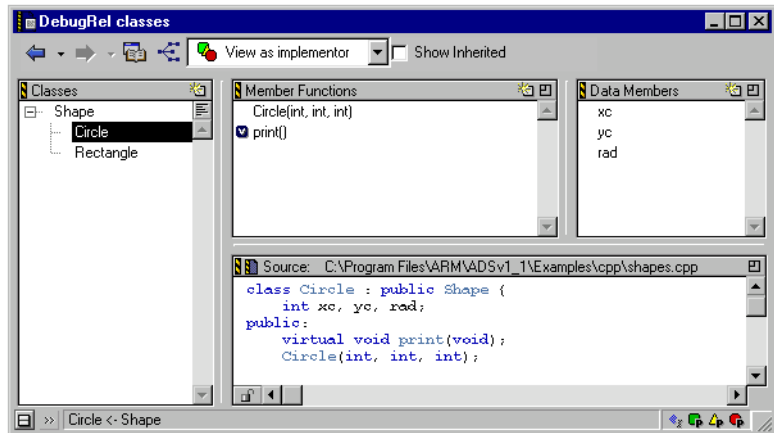 DebugRel classes
View as implementor
Show Inherited
Classes
Shape
Circle
Rectangle
Member Functions
Circle(int, int, int)
print()
Data Members
xc
yc
rad
Source: C:\Program Files\ARM\ADSv1_1\Examples\cpp\shapes.cpp
class Circle : public Shape {
int xc, yc, rad;
public:
virtual void print(void);
Circle(int, int, int);
Circle <- Shape